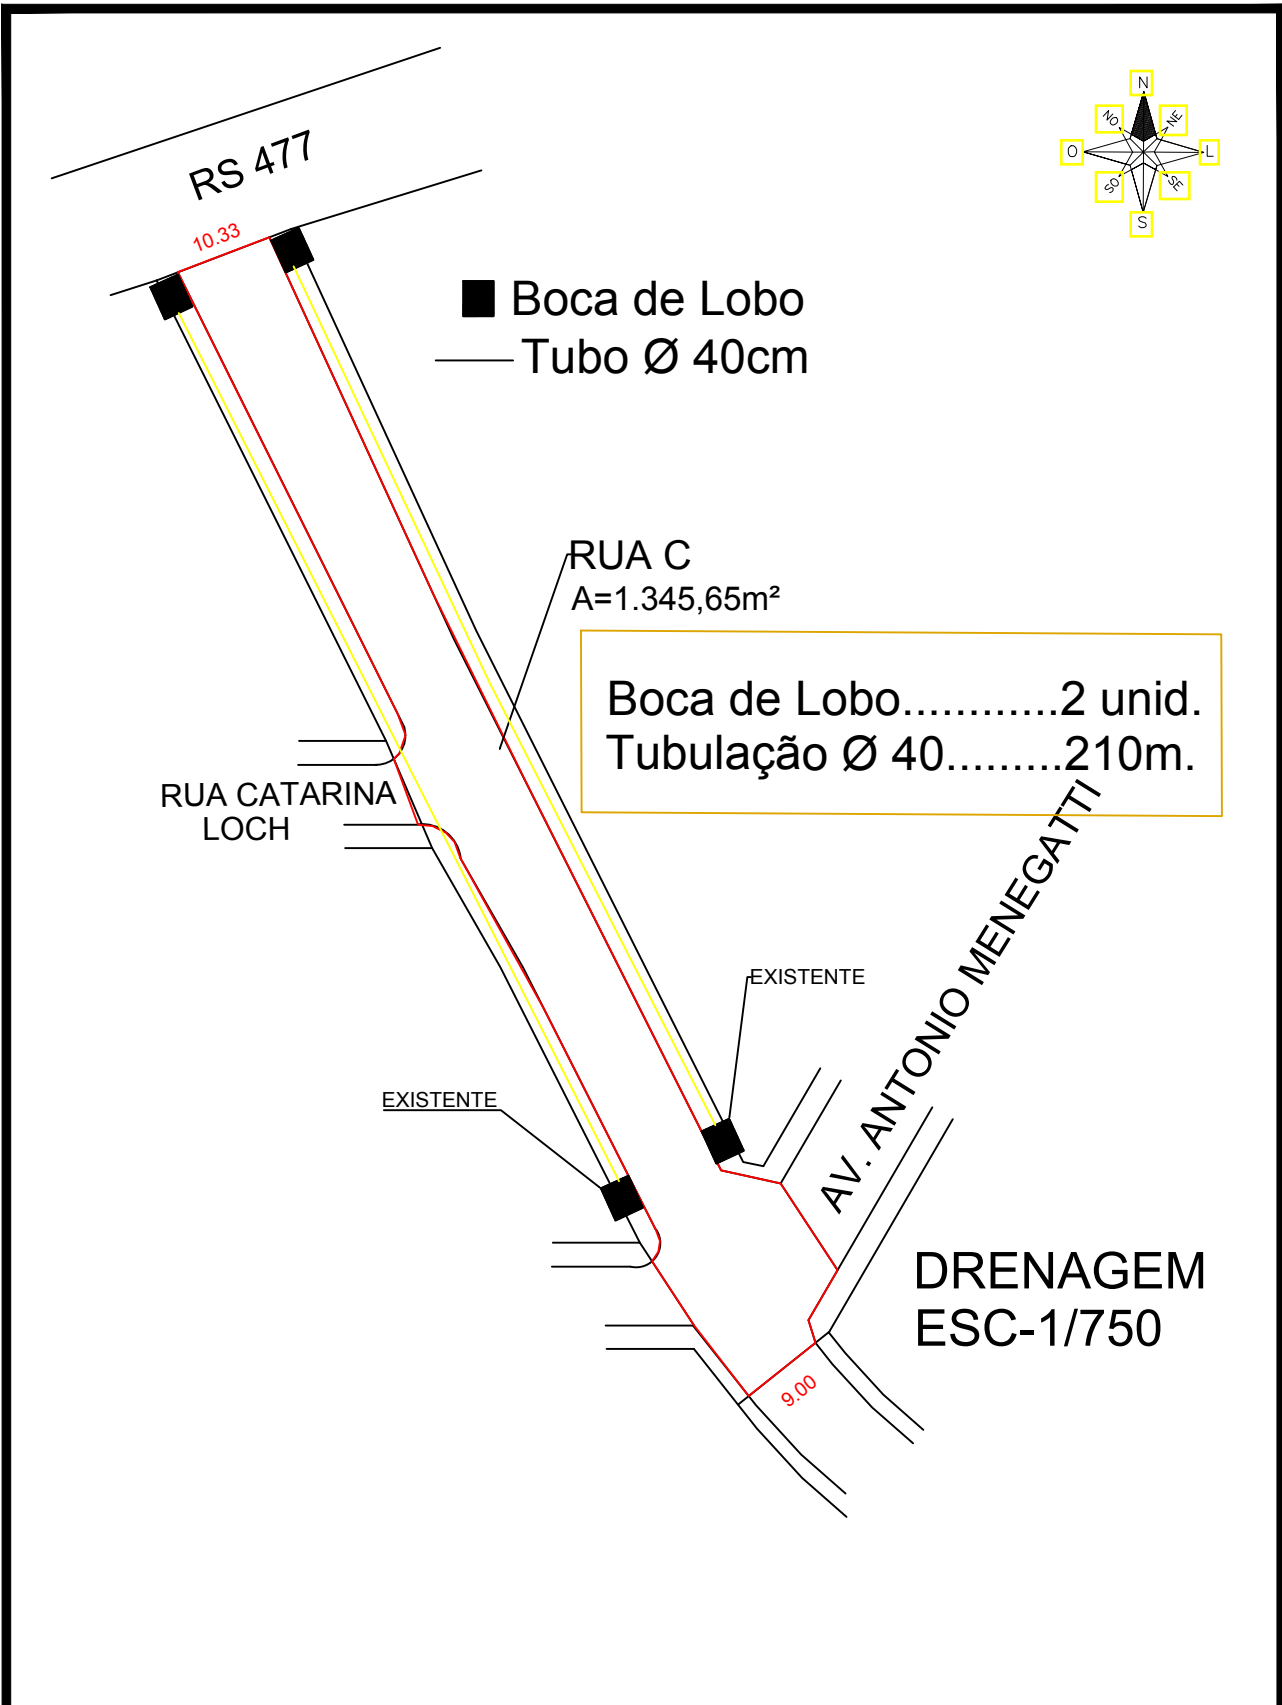 RS 477
10.33
N
NO
NE
O
L
SO
SE
S
Boca de Lobo
Tubo Ø 40cm
RUA C
A=1.345,65m²
Boca de Lobo............2 unid.
Tubulação Ø 40.........210m.
RUA CATARINA
LOCH
AV. ANTONIO MENEGATTI
EXISTENTE
EXISTENTE
DRENAGEM
ESC-1/750
9.00